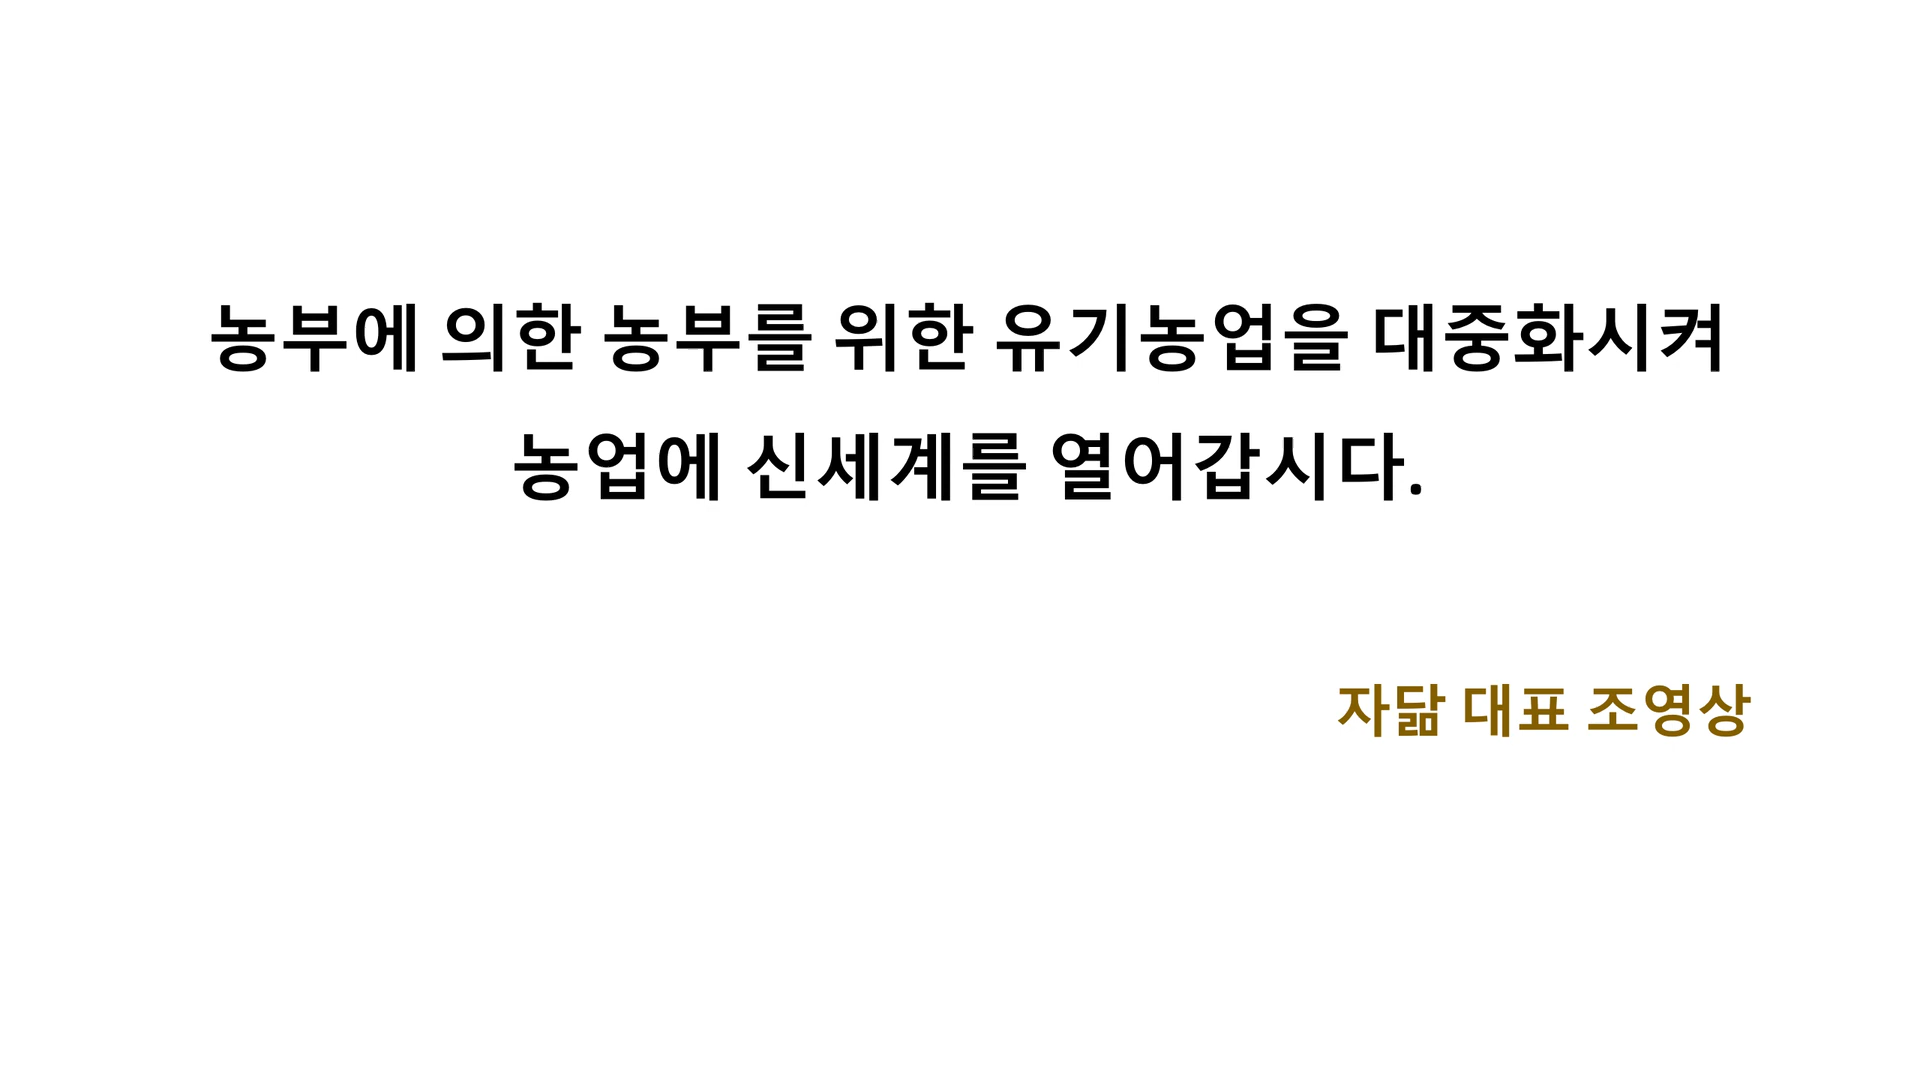 농부에 의한 농부를 위한 유기농업을 대중화시켜
농업에 신세계를 열어갑시다.
자닮 대표 조영상